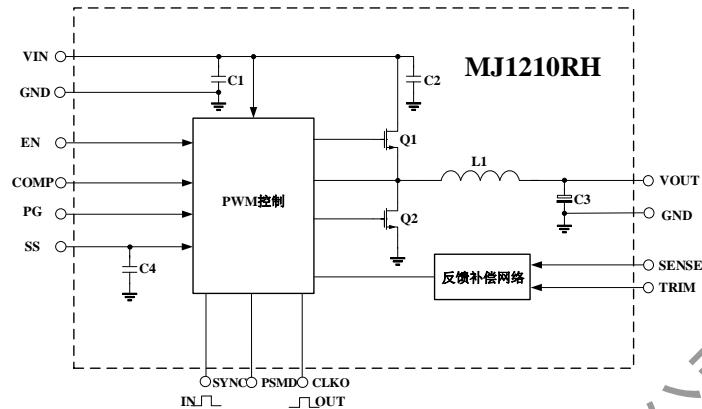 MJ1210RH
VIN
C1
C2
GND
EN
Q1
COMP
L1
VOUT
PWM控制
C3
PG
Q2
GND
SS
C4
反馈补偿网络
SENSE
TRIM
SYNC
PSMD
CLKO
IN
OUT